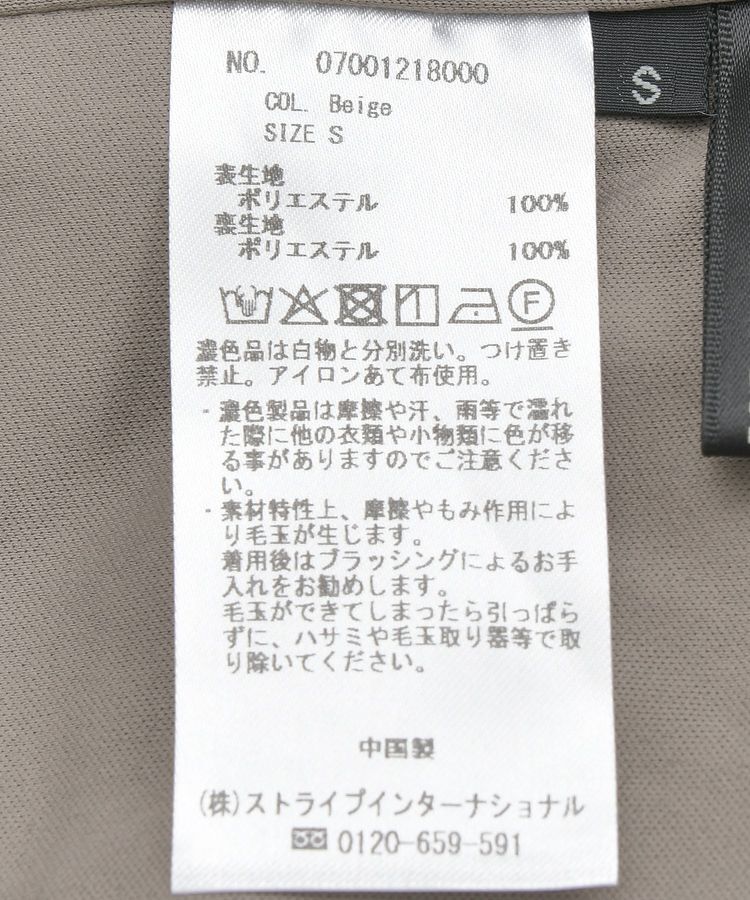 NO. 07001218000
COL. Beige
SIZE S
S
表生地
ポリエステル 100%
裏生地
ポリエステル 100%
F
濃色品は白物と分別洗い。つけ置き
禁止。アイロンあて布使用。
・濃色製品は摩擦や汗、雨等で濡れ
た際に他の衣類や小物類に色が移
る事がありますのでご注意くださ
い。
・素材特性上、摩擦やもみ作用によ
り毛玉が生じます。
着用後はブラッシングによるお手
入れをお勧めします。
毛玉ができてしまったら引っぱら
ずに、ハサミや毛玉取り器等で取
り除いてください。
中国製
(株)ストライプインターナショナル
0120-659-591